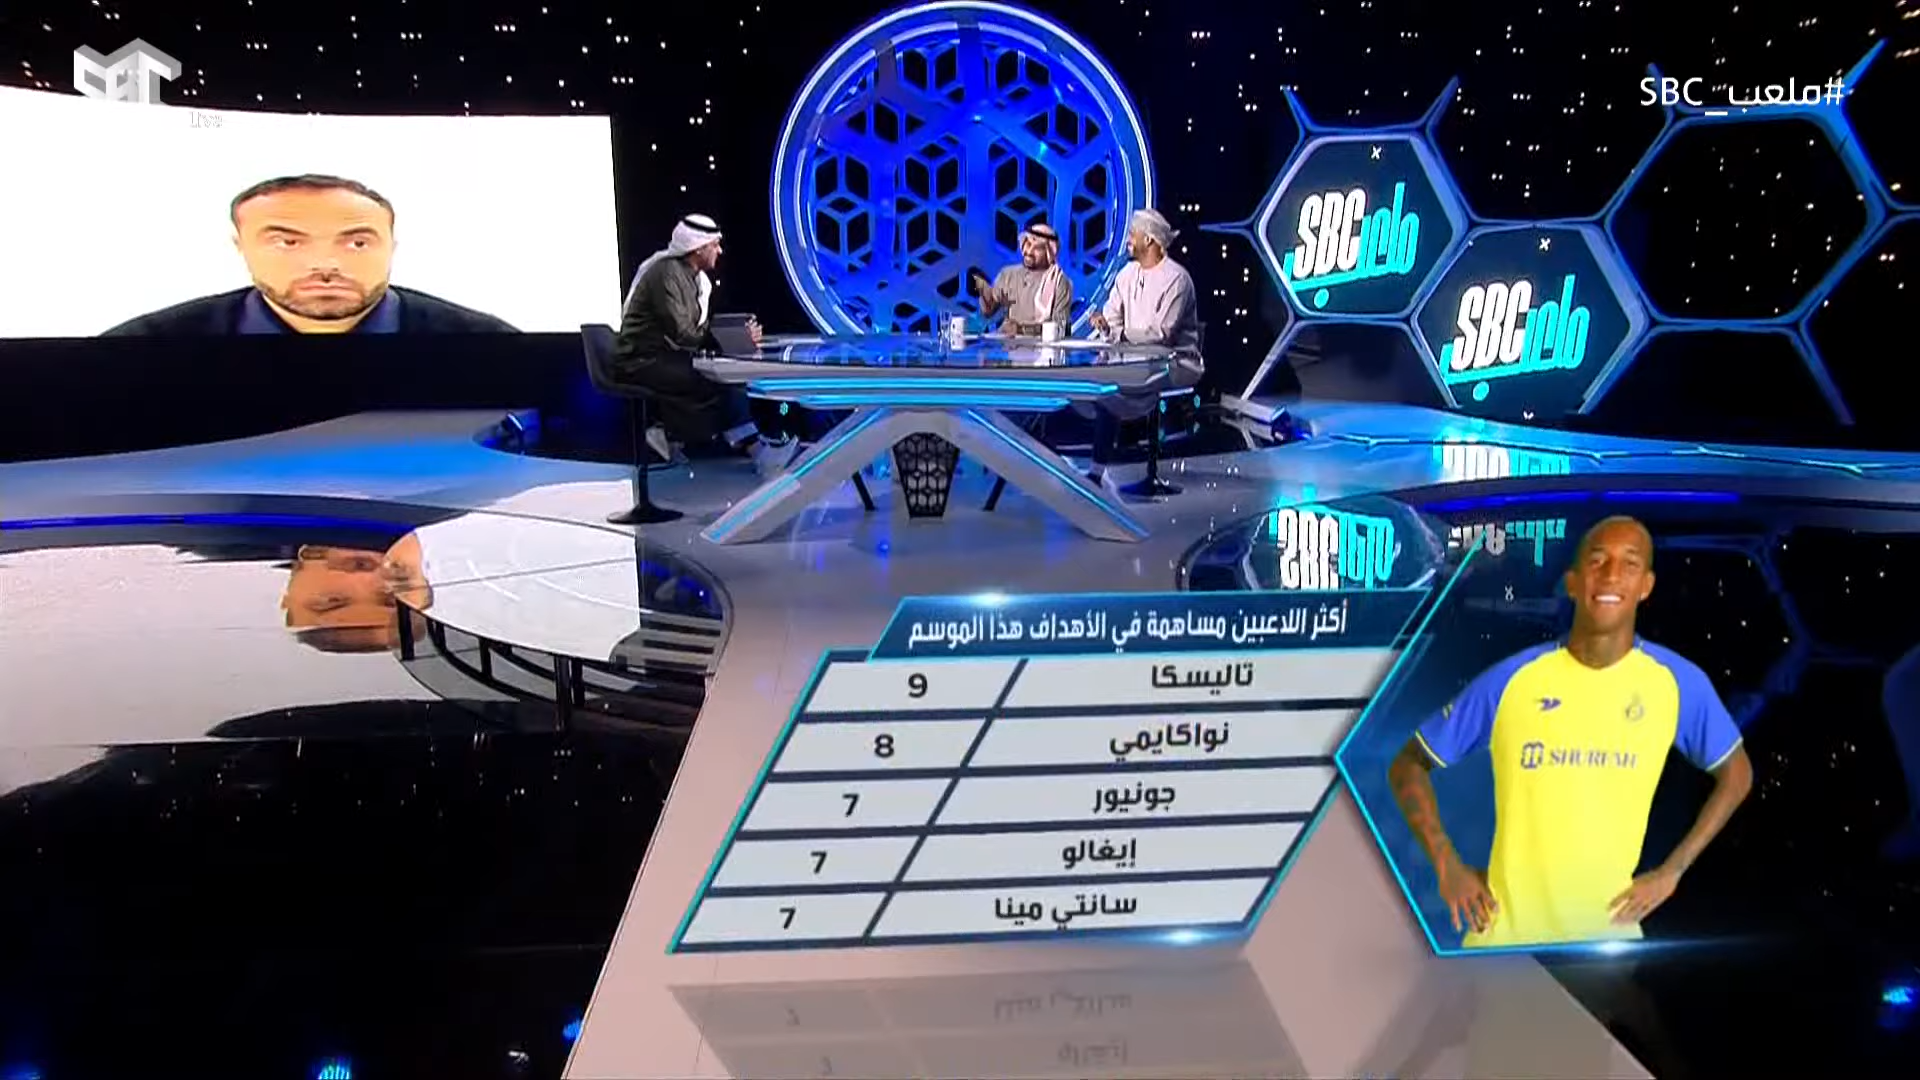 #ملعب_SBC
live
ملعب SBC
ملعب SBC
أكثر اللاعبين مساهمة في الأهداف هذا الموسم
تاليسكا 9
نواكايمي 8
جونيور 7
إيغالو 7
سانتي مينا 7
SHURFAH